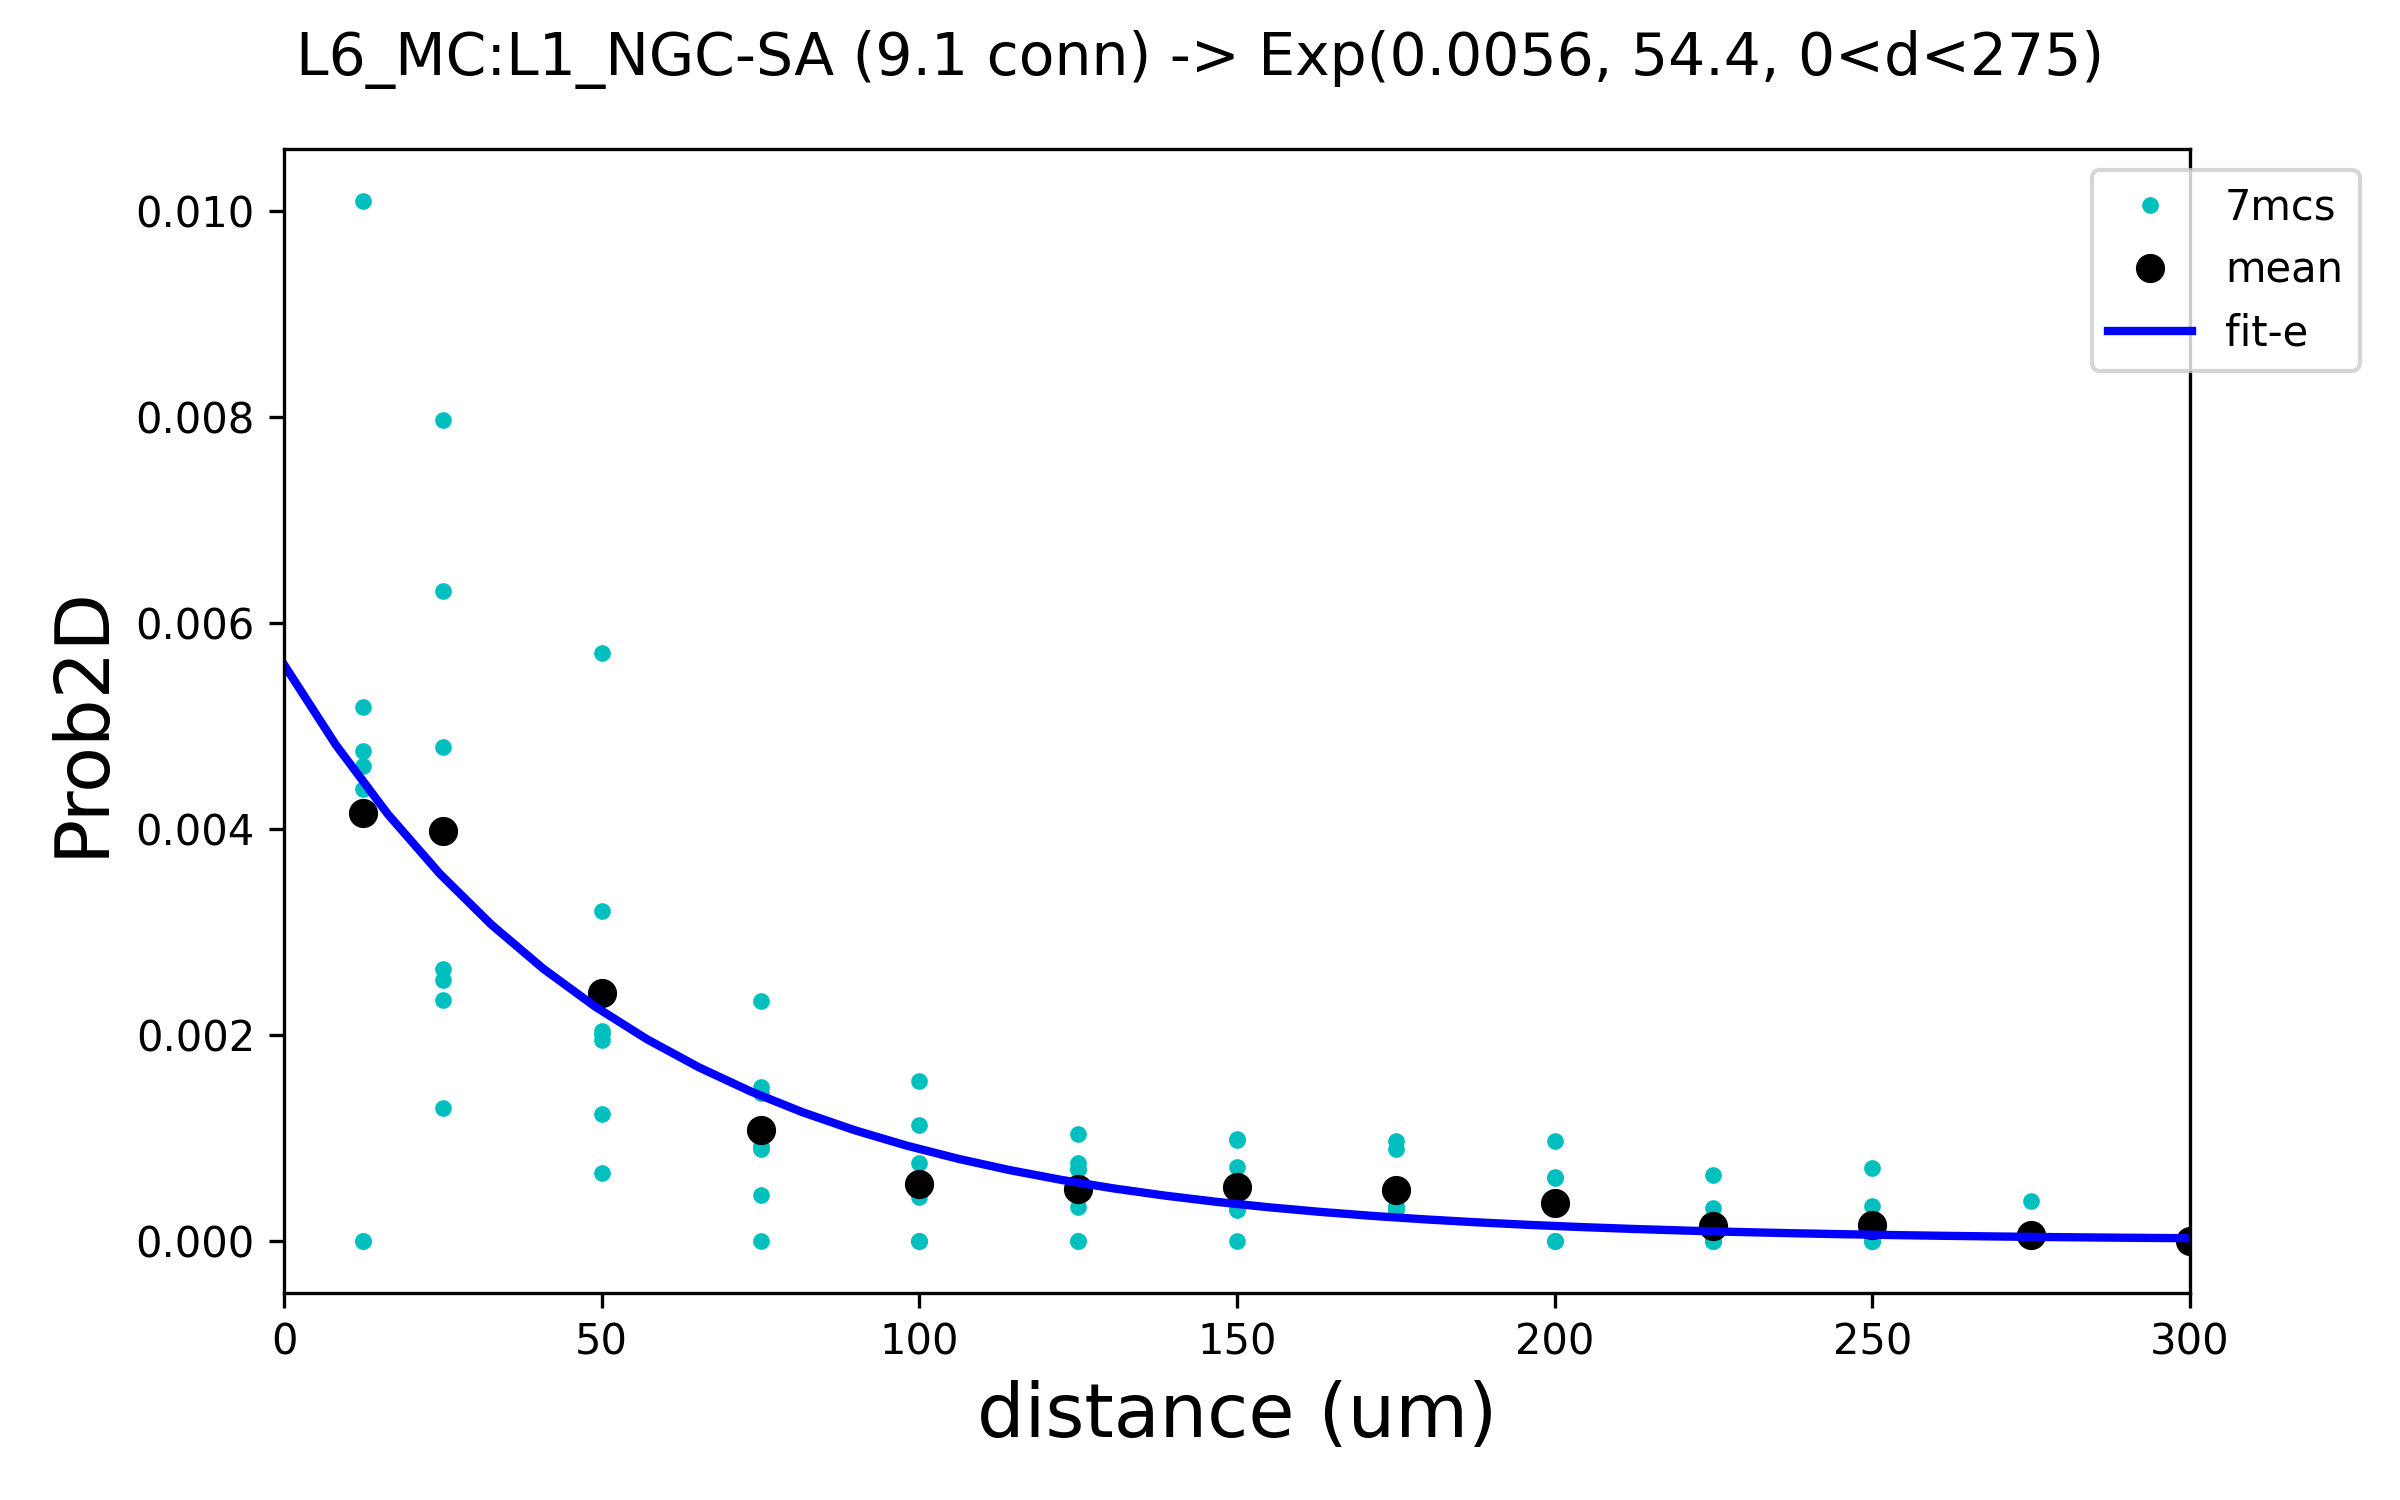 L6_MC:L1_NGC-SA (9.1 conn) -> Exp(0.0056, 54.4, 0<d<275)
7mcs
mean
fit-e
Prob2D
0.010
0.008
0.006
0.004
0.002
0.000
0 50 100 150 200 250 300
distance (um)